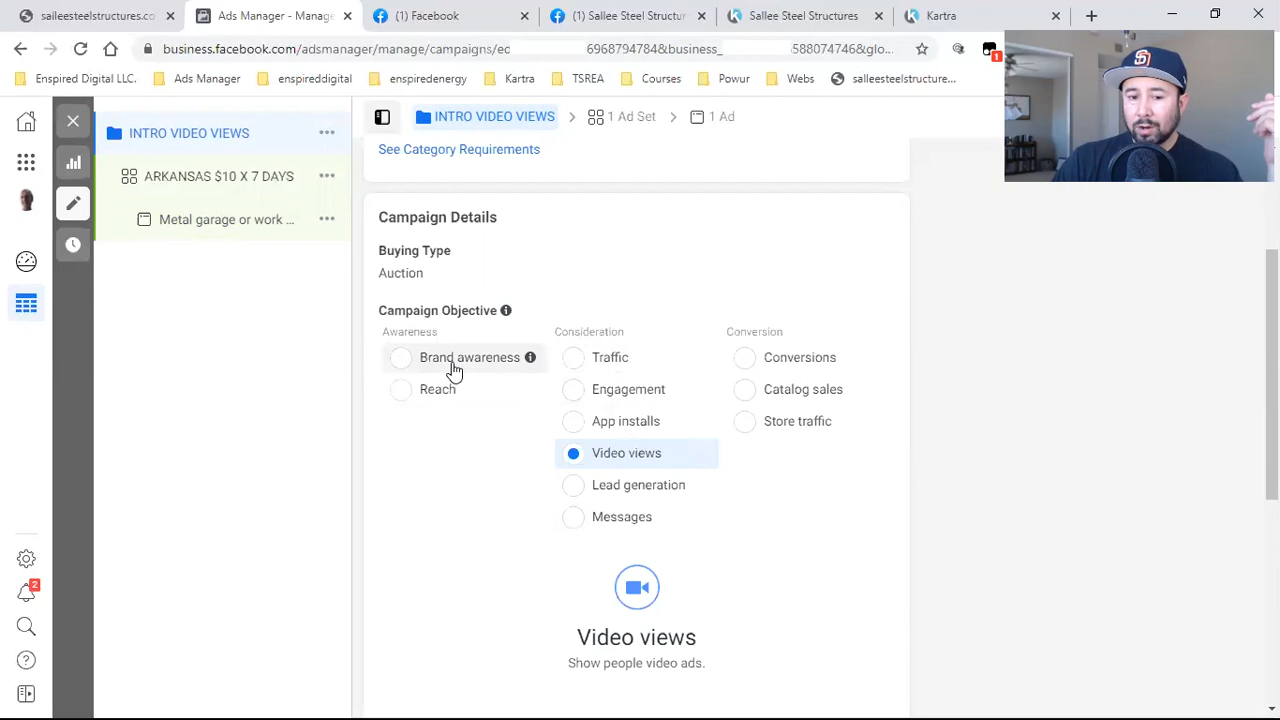 salleesteelstructures.co
Ads Manager - Manage
(1) Facebook
(1) Sallee Steel Structur
Sallee Steel Structures
Kartra
business.facebook.com/adsmanager/manage/campaigns/ec 6968794784&business_ 588074746&glo...
Enspired Digital LLC.
Ads Manager
enspireddigital
enspiredenergy
Kartra
TSREA
Courses
Powur
Webs
salleesteelstructure...
1
INTRO VIDEO VIEWS
ARKANSAS $10 X 7 DAYS
Metal garage or work ...
INTRO VIDEO VIEWS
1 Ad Set
1 Ad
See Category Requirements
Campaign Details
Buying Type
Auction
Campaign Objective
Awareness
Consideration
Conversion
Brand awareness
Traffic
Conversions
Reach
Engagement
Catalog sales
App installs
Store traffic
Video views
Lead generation
Messages
Video views
Show people video ads.
2